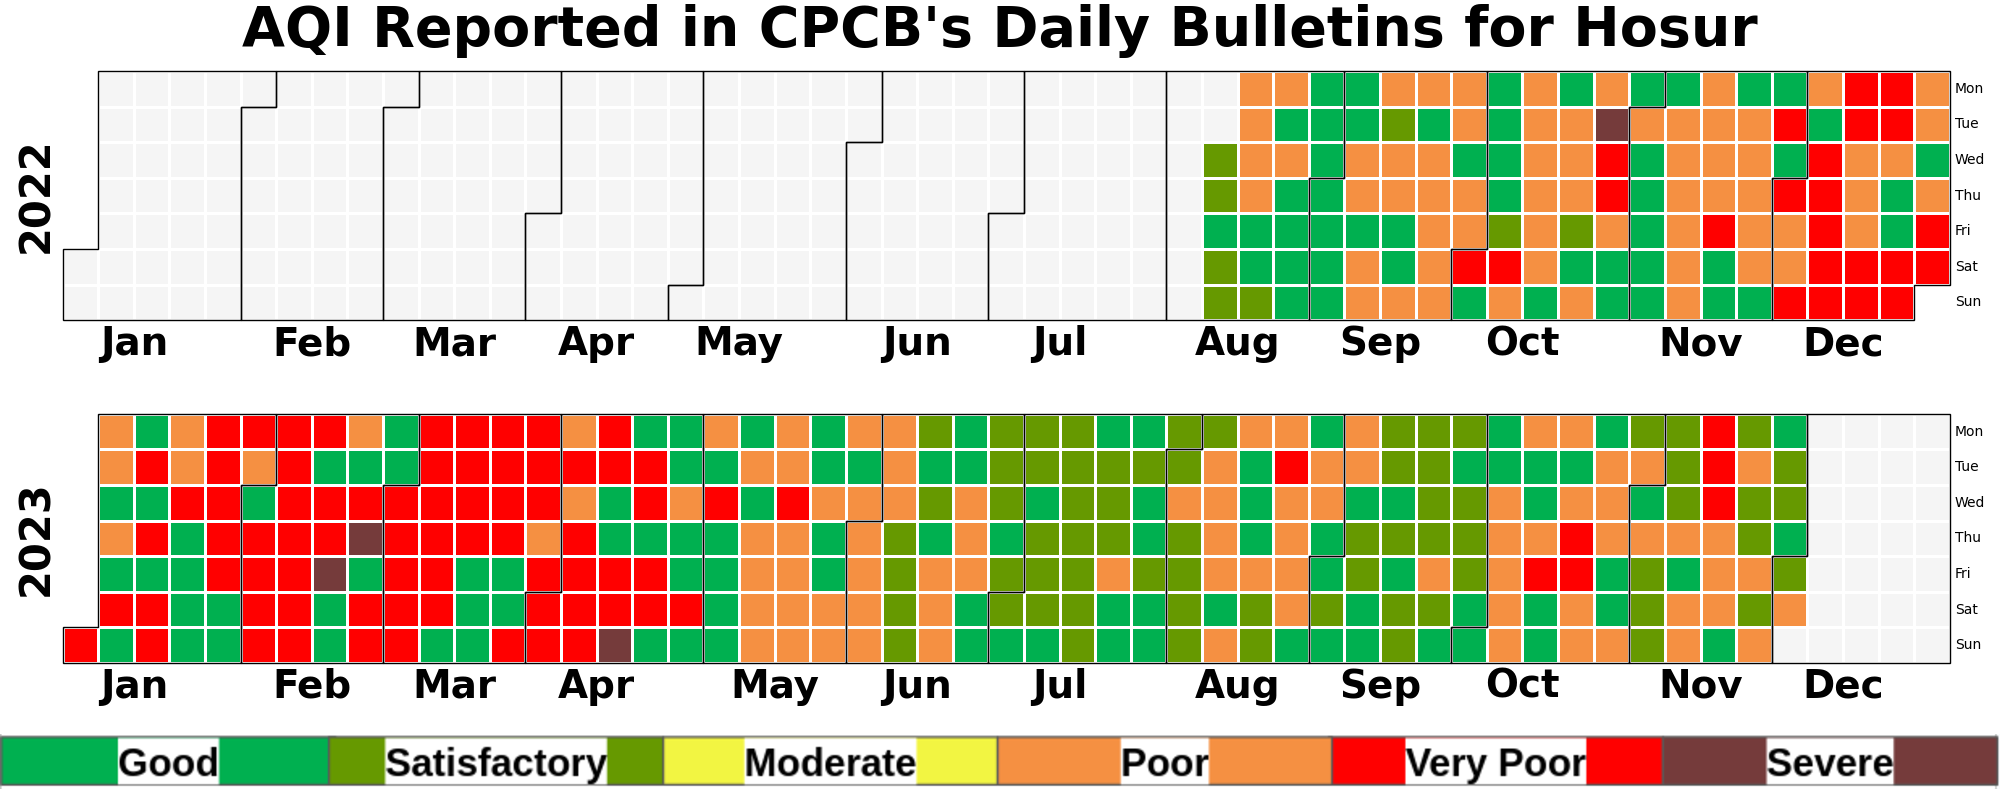 AQI Reported in CPCB's Daily Bulletins for Hosur
2022
Mon
Tue
Wed
Thu
Fri
Sat
Sun
Jan Feb Mar Apr May Jun Jul Aug Sep Oct Nov Dec
2023
Mon
Tue
Wed
Thu
Fri
Sat
Sun
Jan Feb Mar Apr May Jun Jul Aug Sep Oct Nov Dec
Good Satisfactory Moderate Poor Very Poor Severe